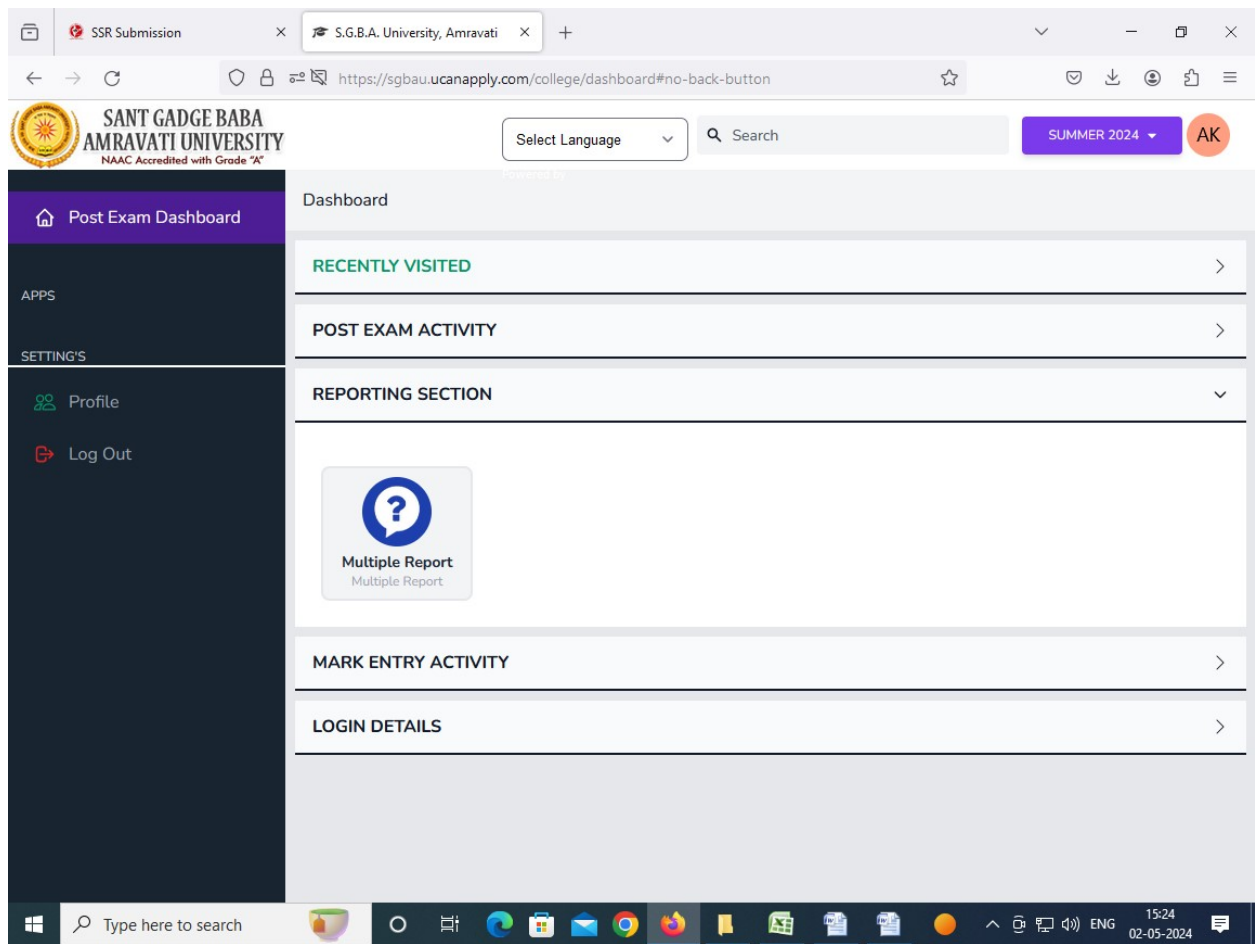 SSR Submission
S.G.B.A. University, Amravati
https://sgbau.ucanapply.com/college/dashboard#no-back-button
SANT GADGE BABA
AMRAVATI UNIVERSITY
NAAC Accredited with Grade "A"
Select Language
Search
SUMMER 2024
AK
Powered by
Post Exam Dashboard
Dashboard
RECENTLY VISITED
APPS
POST EXAM ACTIVITY
SETTING'S
Profile
REPORTING SECTION
Log Out
Multiple Report
Multiple Report
MARK ENTRY ACTIVITY
LOGIN DETAILS
Type here to search
ENG
15:24
02-05-2024